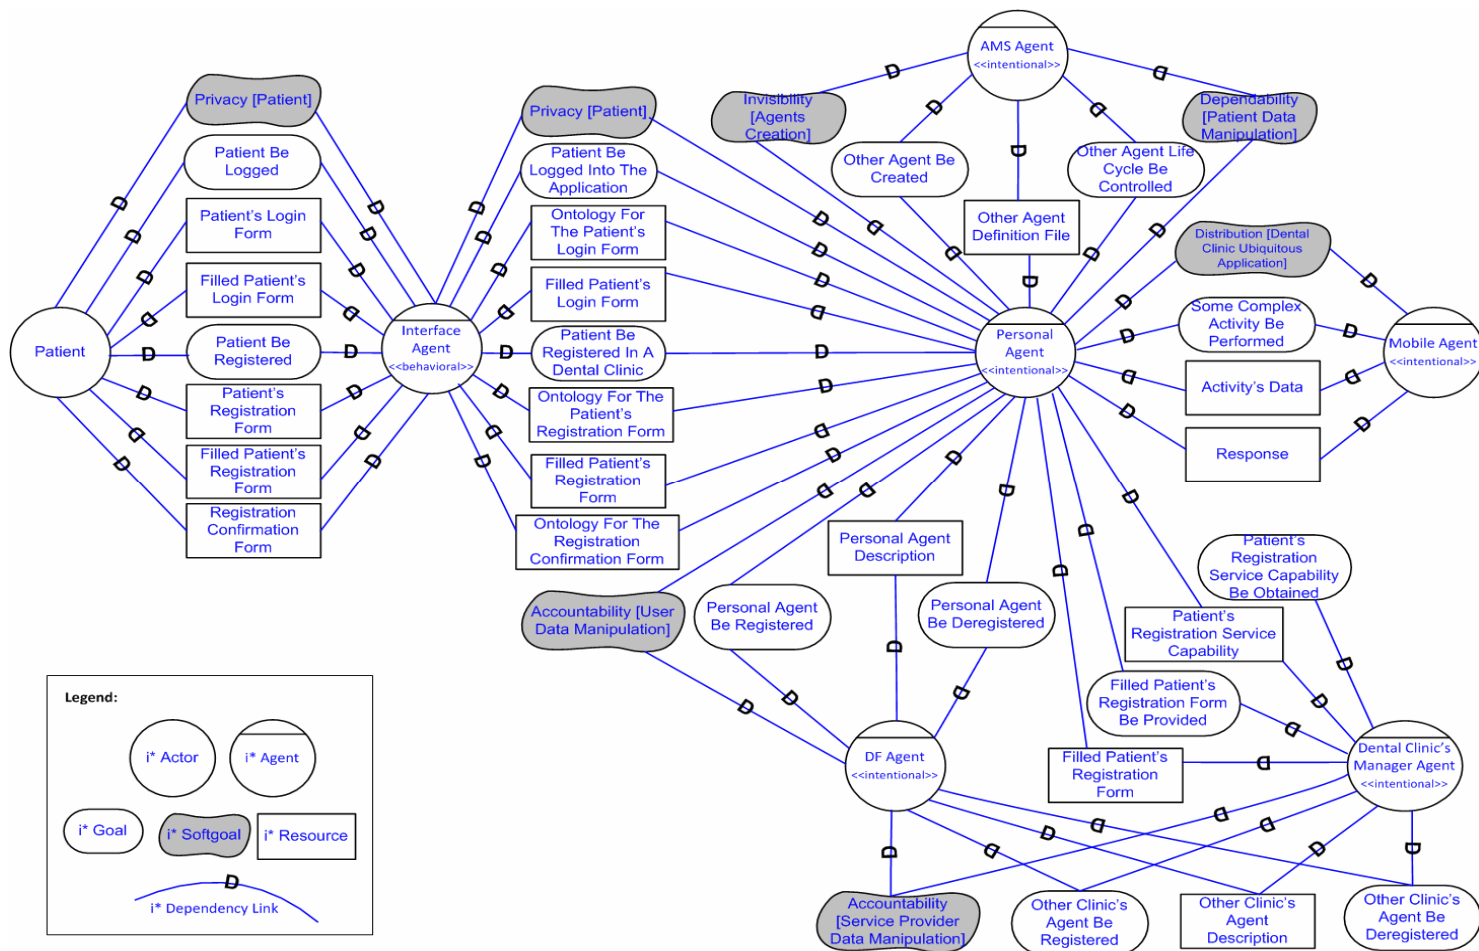 AMS Agent
<<intentional>>
Privacy [Patient]
Patient Be
Logged
Patient's Login
Form
Filled Patient's
Login Form
Patient Be
Registered
Patient's
Registration
Form
Filled Patient's
Registration
Form
Registration
Confirmation
Form
Patient
Interface
Agent
<<behavioral>>
Privacy [Patient]
Patient Be
Logged Into The
Application
Ontology For
The Patient's
Login Form
Filled Patient's
Login Form
Patient Be
Registered In A
Dental Clinic
Ontology For The
Patient's
Registration Form
Filled Patient's
Registration
Form
Ontology For The
Registration
Confirmation Form
Invisibility
[Agents
Creation]
Other Agent Be
Created
Other Agent
Definition File
Other Agent Life
Cycle Be
Controlled
Dependability
[Patient Data
Manipulation]
Distribution [Dental
Clinic Ubiquitous
Application]
Some Complex
Activity Be
Performed
Activity's Data
Response
Personal
Agent
<<intentional>>
Mobile Agent
<<intentional>>
Accountability [User
Data Manipulation]
Personal Agent
Be Registered
Personal Agent
Description
Personal Agent
Be Deregistered
Patient's
Registration
Service Capability
Be Obtained
Patient's
Registration Service
Capability
Filled Patient's
Registration Form
Be Provided
Filled Patient's
Registration
Form
DF Agent
<<intentional>>
Dental Clinic's
Manager Agent
<<intentional>>
Accountability
[Service Provider
Data Manipulation]
Other Clinic's
Agent Be
Registered
Other Clinic's
Agent
Description
Other Clinic's
Agent Be
Deregistered
Legend:
i* Actor
i* Agent
i* Goal
i* Softgoal
i* Resource
D
i* Dependency Link